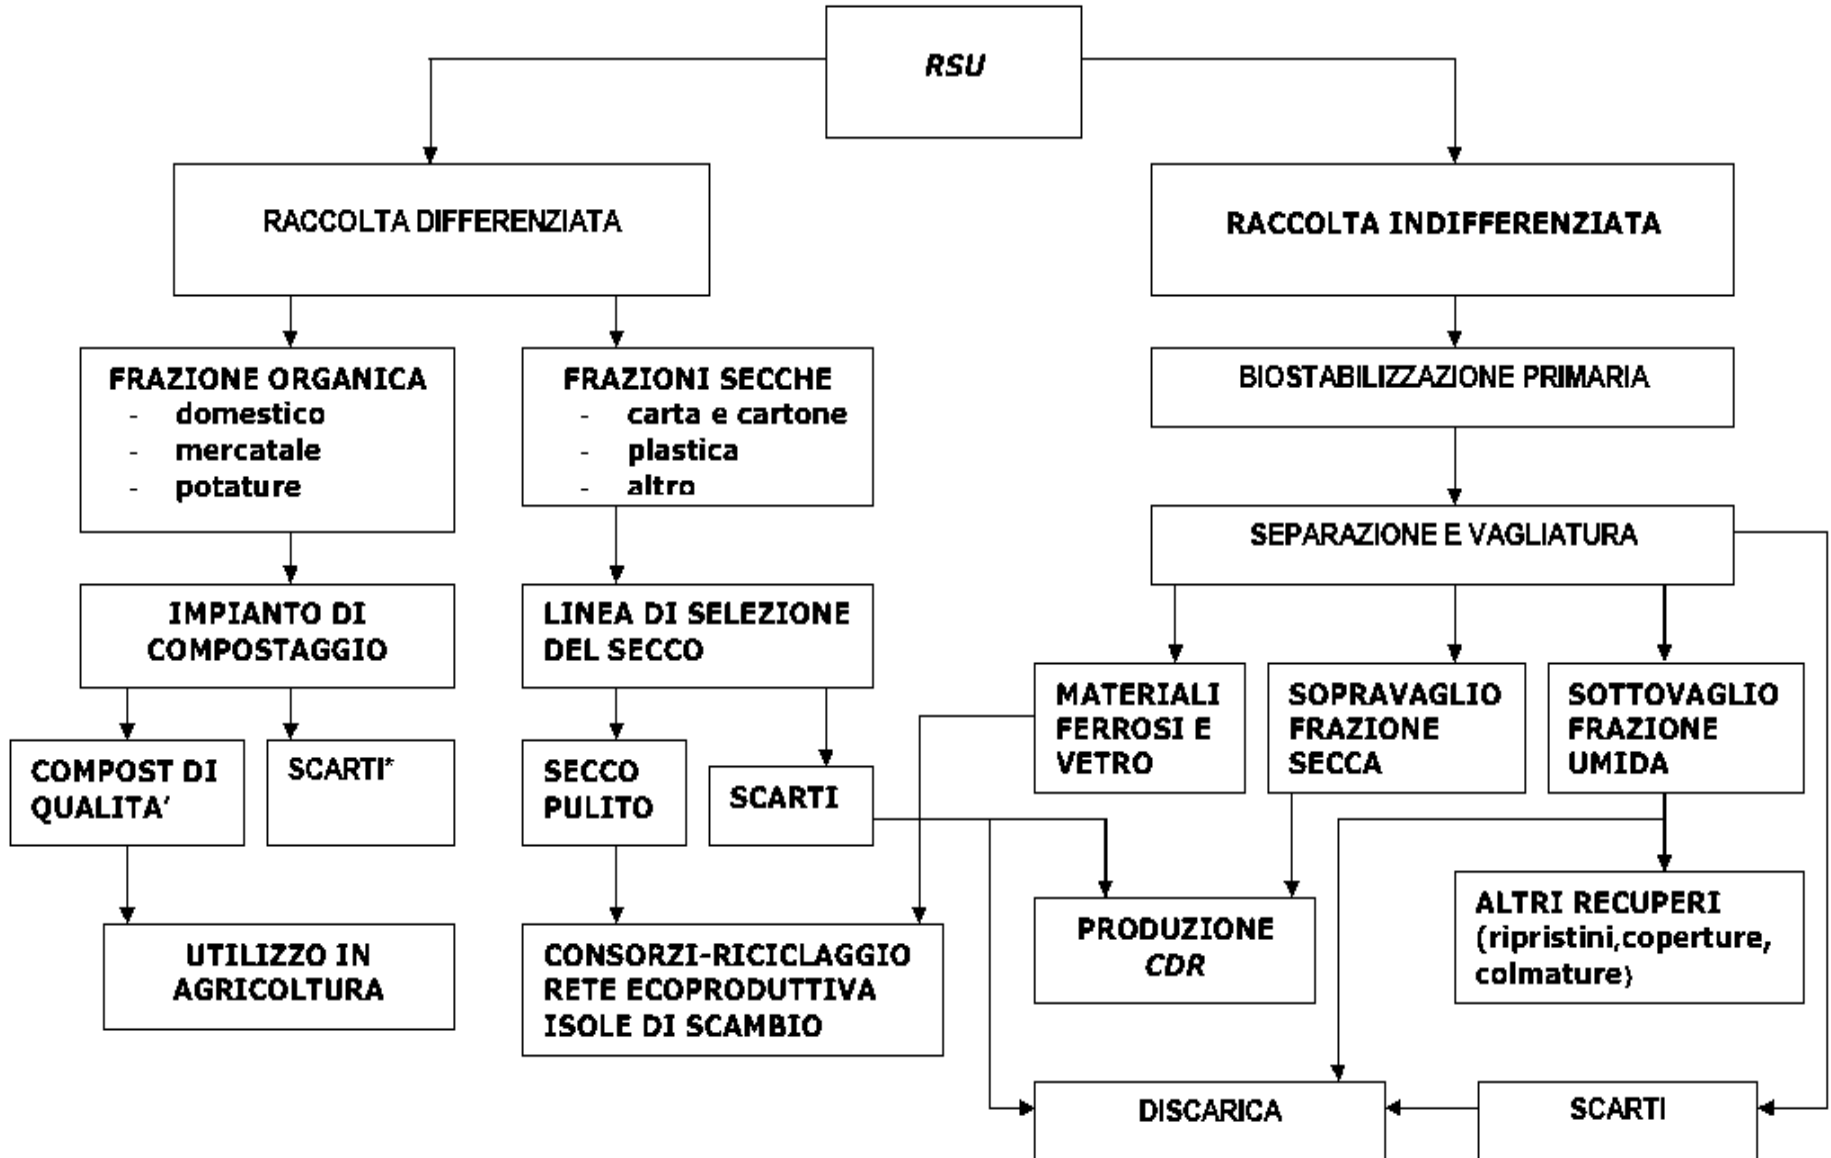 RSU
RACCOLTA DIFFERENZIATA
RACCOLTA INDIFFERENZIATA
FRAZIONE ORGANICA
- domestico
- mercatale
- potature
FRAZIONI SECCHE
- carta e cartone
- plastica
- altro
BIOSTABILIZZAZIONE PRIMARIA
SEPARAZIONE E VAGLIATURA
IMPIANTO DI
COMPOSTAGGIO
LINEA DI SELEZIONE
DEL SECCO
MATERIALI
FERROSI E
VETRO
SOPRAVAGLIO
FRAZIONE
SECCA
SOTTOVAGLIO
FRAZIONE
UMIDA
COMPOST DI
QUALITA'
SCARTI*
SECCO
PULITO
SCARTI
UTILIZZO IN
AGRICOLTURA
CONSORZI-RICICLAGGIO
RETE ECOPRODUTTIVA
ISOLE DI SCAMBIO
PRODUZIONE
CDR
ALTRI RECUPERI
(ripristini,coperture,
colmature)
DISCARICA
SCARTI